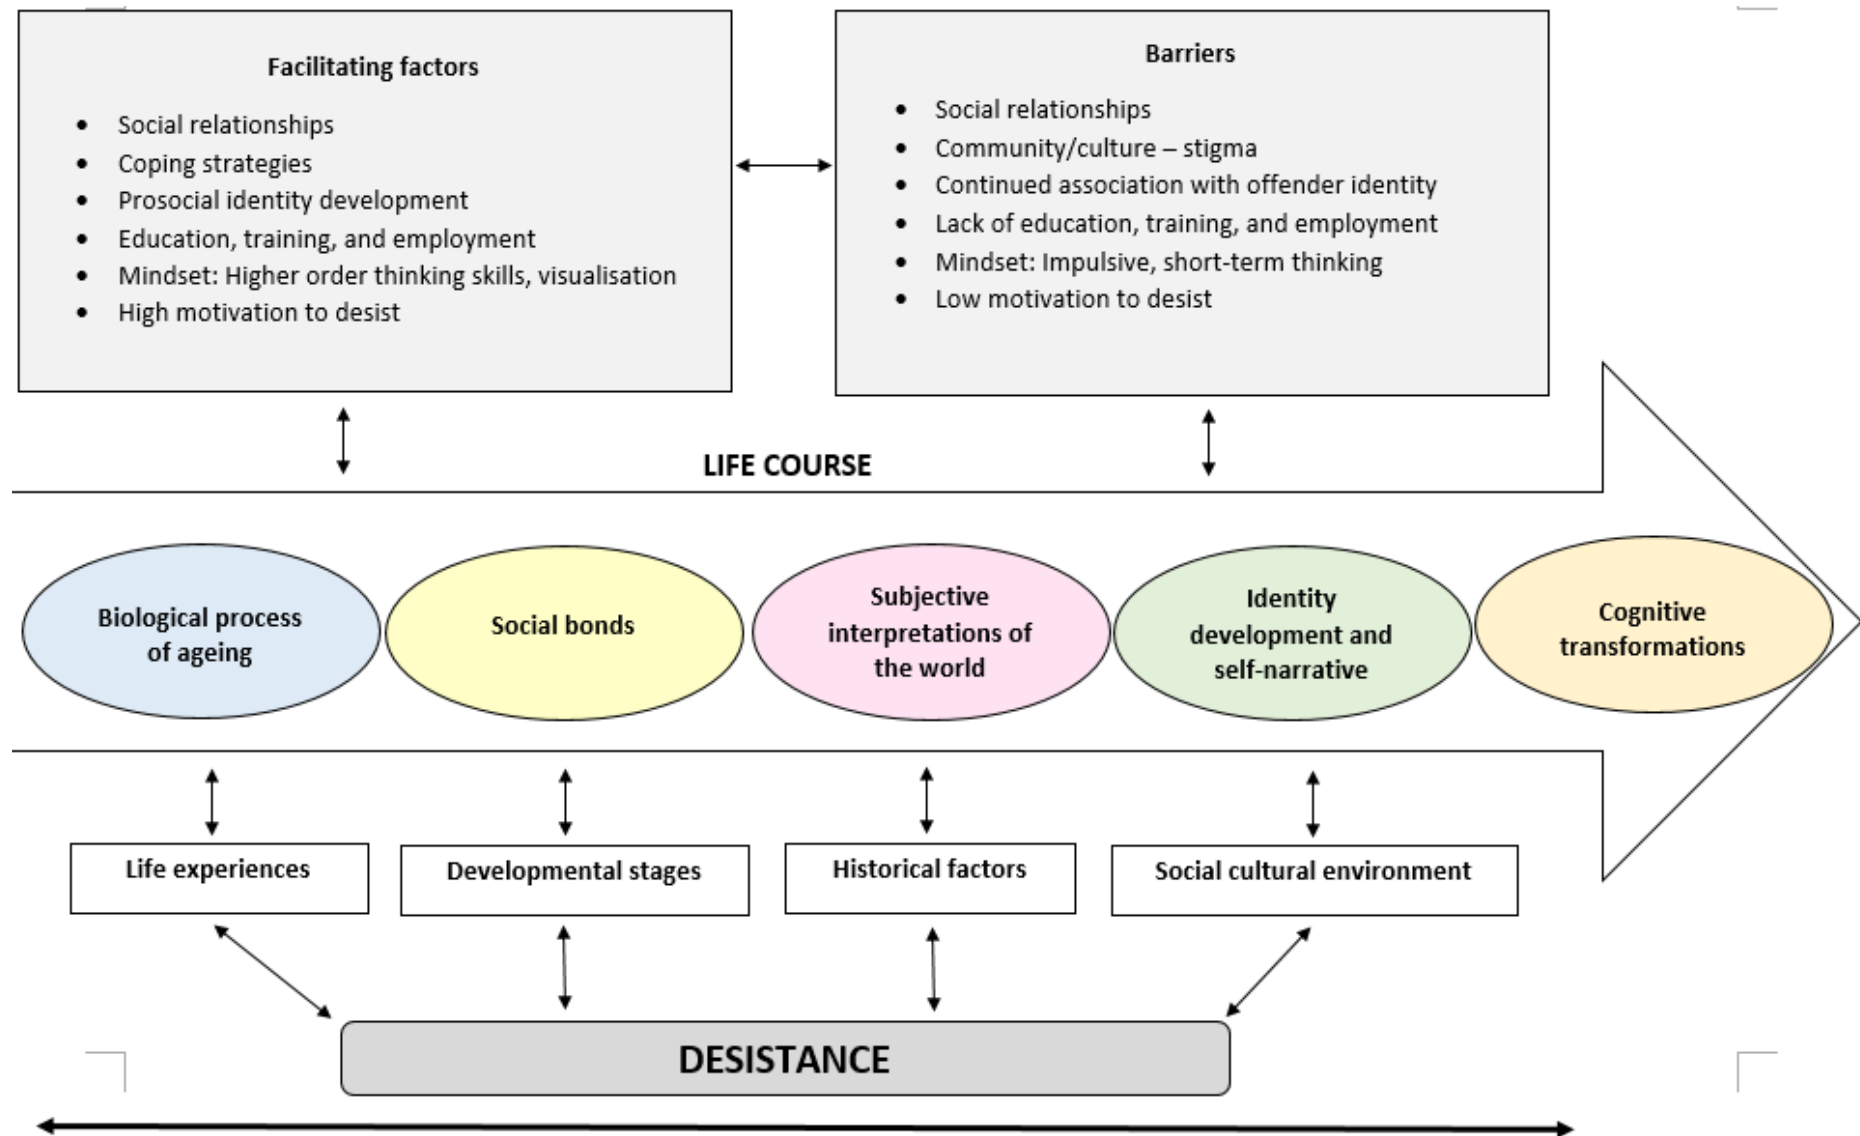 Facilitating factors
• Social relationships
• Coping strategies
• Prosocial identity development
• Education, training, and employment
• Mindset: Higher order thinking skills, visualisation
• High motivation to desist
Barriers
• Social relationships
• Community/culture – stigma
• Continued association with offender identity
• Lack of education, training, and employment
• Mindset: Impulsive, short-term thinking
• Low motivation to desist
LIFE COURSE
Biological process
of ageing
Social bonds
Subjective
interpretations of
the world
Identity
development and
self-narrative
Cognitive
transformations
Life experiences
Developmental stages
Historical factors
Social cultural environment
DESISTANCE